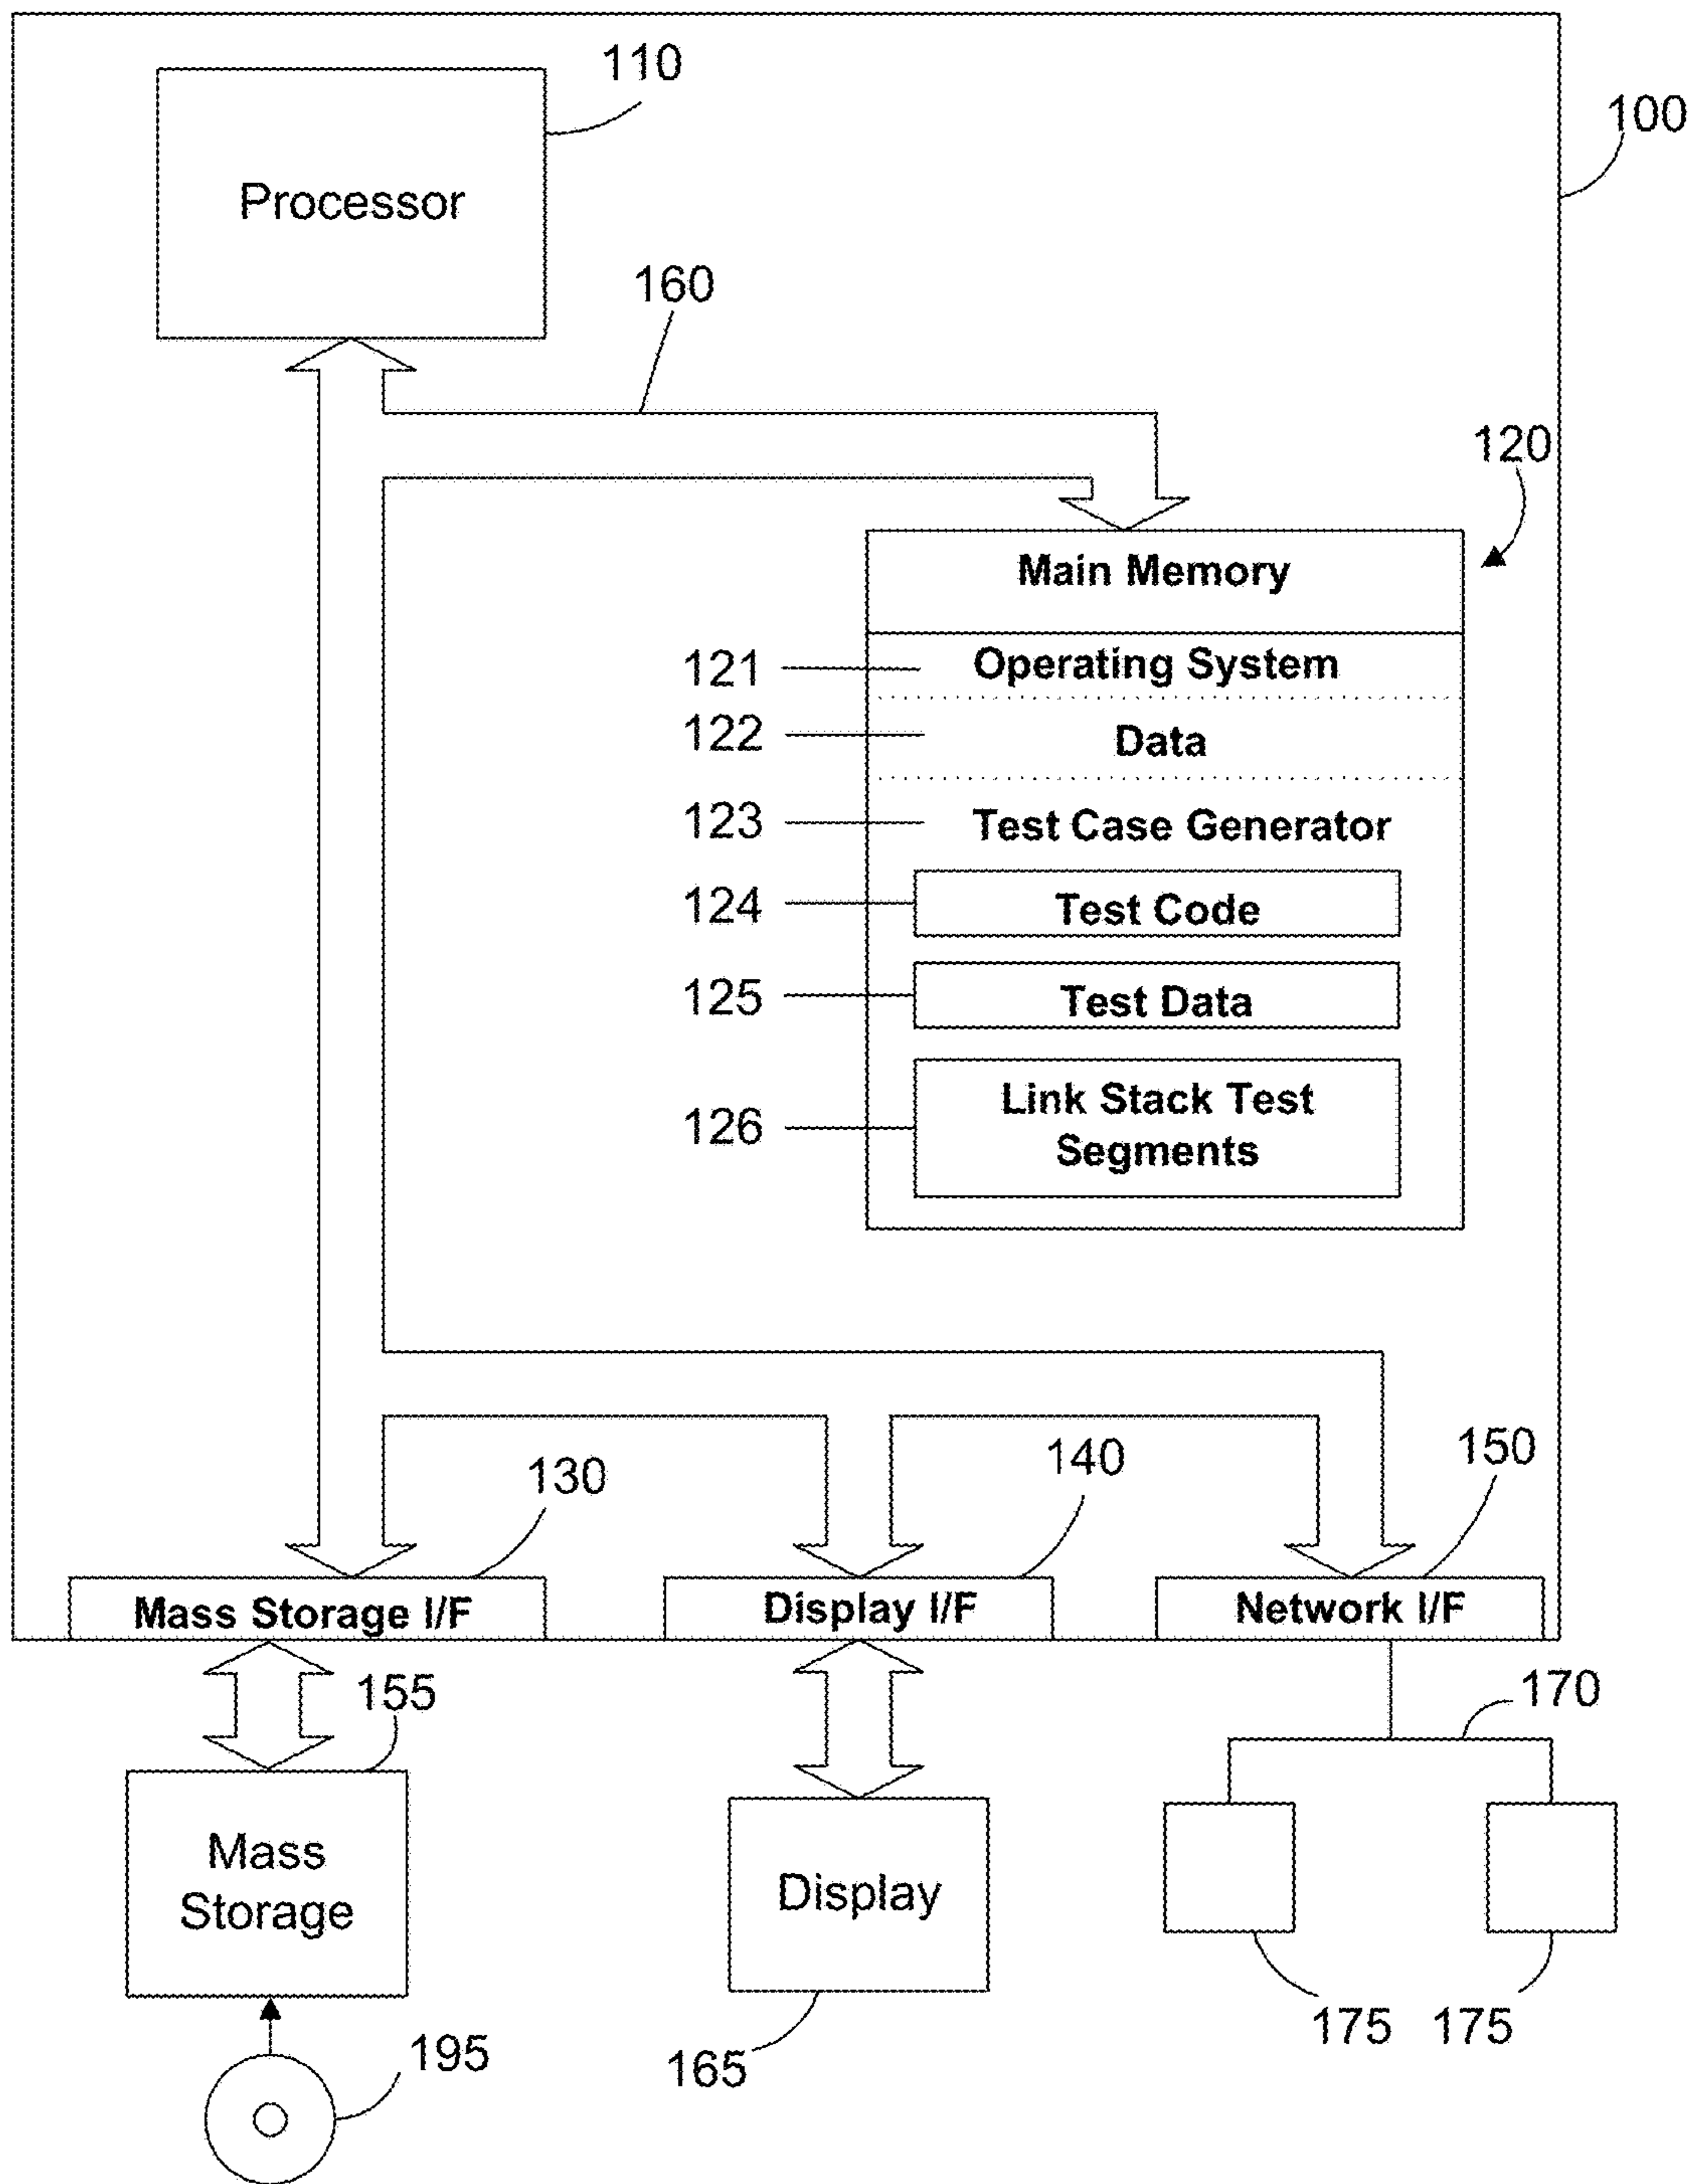 110
100
Processor
160
120
Main Memory
121
Operating System
122
Data
123
Test Case Generator
124
Test Code
125
Test Data
126
Link Stack Test
Segments
130
140
150
Mass Storage I/F
Display I/F
Network I/F
155
170
Mass
Storage
Display
175
175
195
165